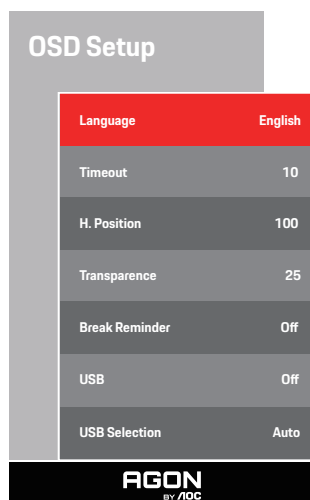 OSD Setup
Language English
Timeout 10
H. Position 100
Transparence 25
Break Reminder Off
USB Off
USB Selection Auto
AGON
BY AOC